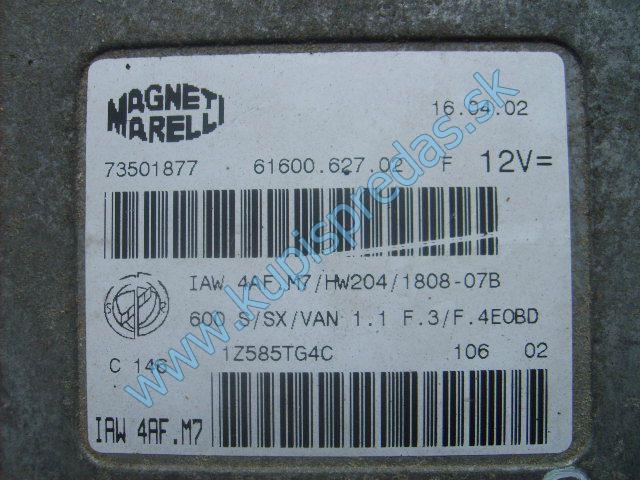 MAGNETI
MARELLI
16.04.02
73501877 61600.627.02 F 12V=
IAW 4AF.M7/HW204/1808-07B
600 S/SX/VAN 1.1 F.3/F.4EOBD
C 146 1Z585TG4C 106 02
IAW 4AF.M7
www.kupispredas.sk